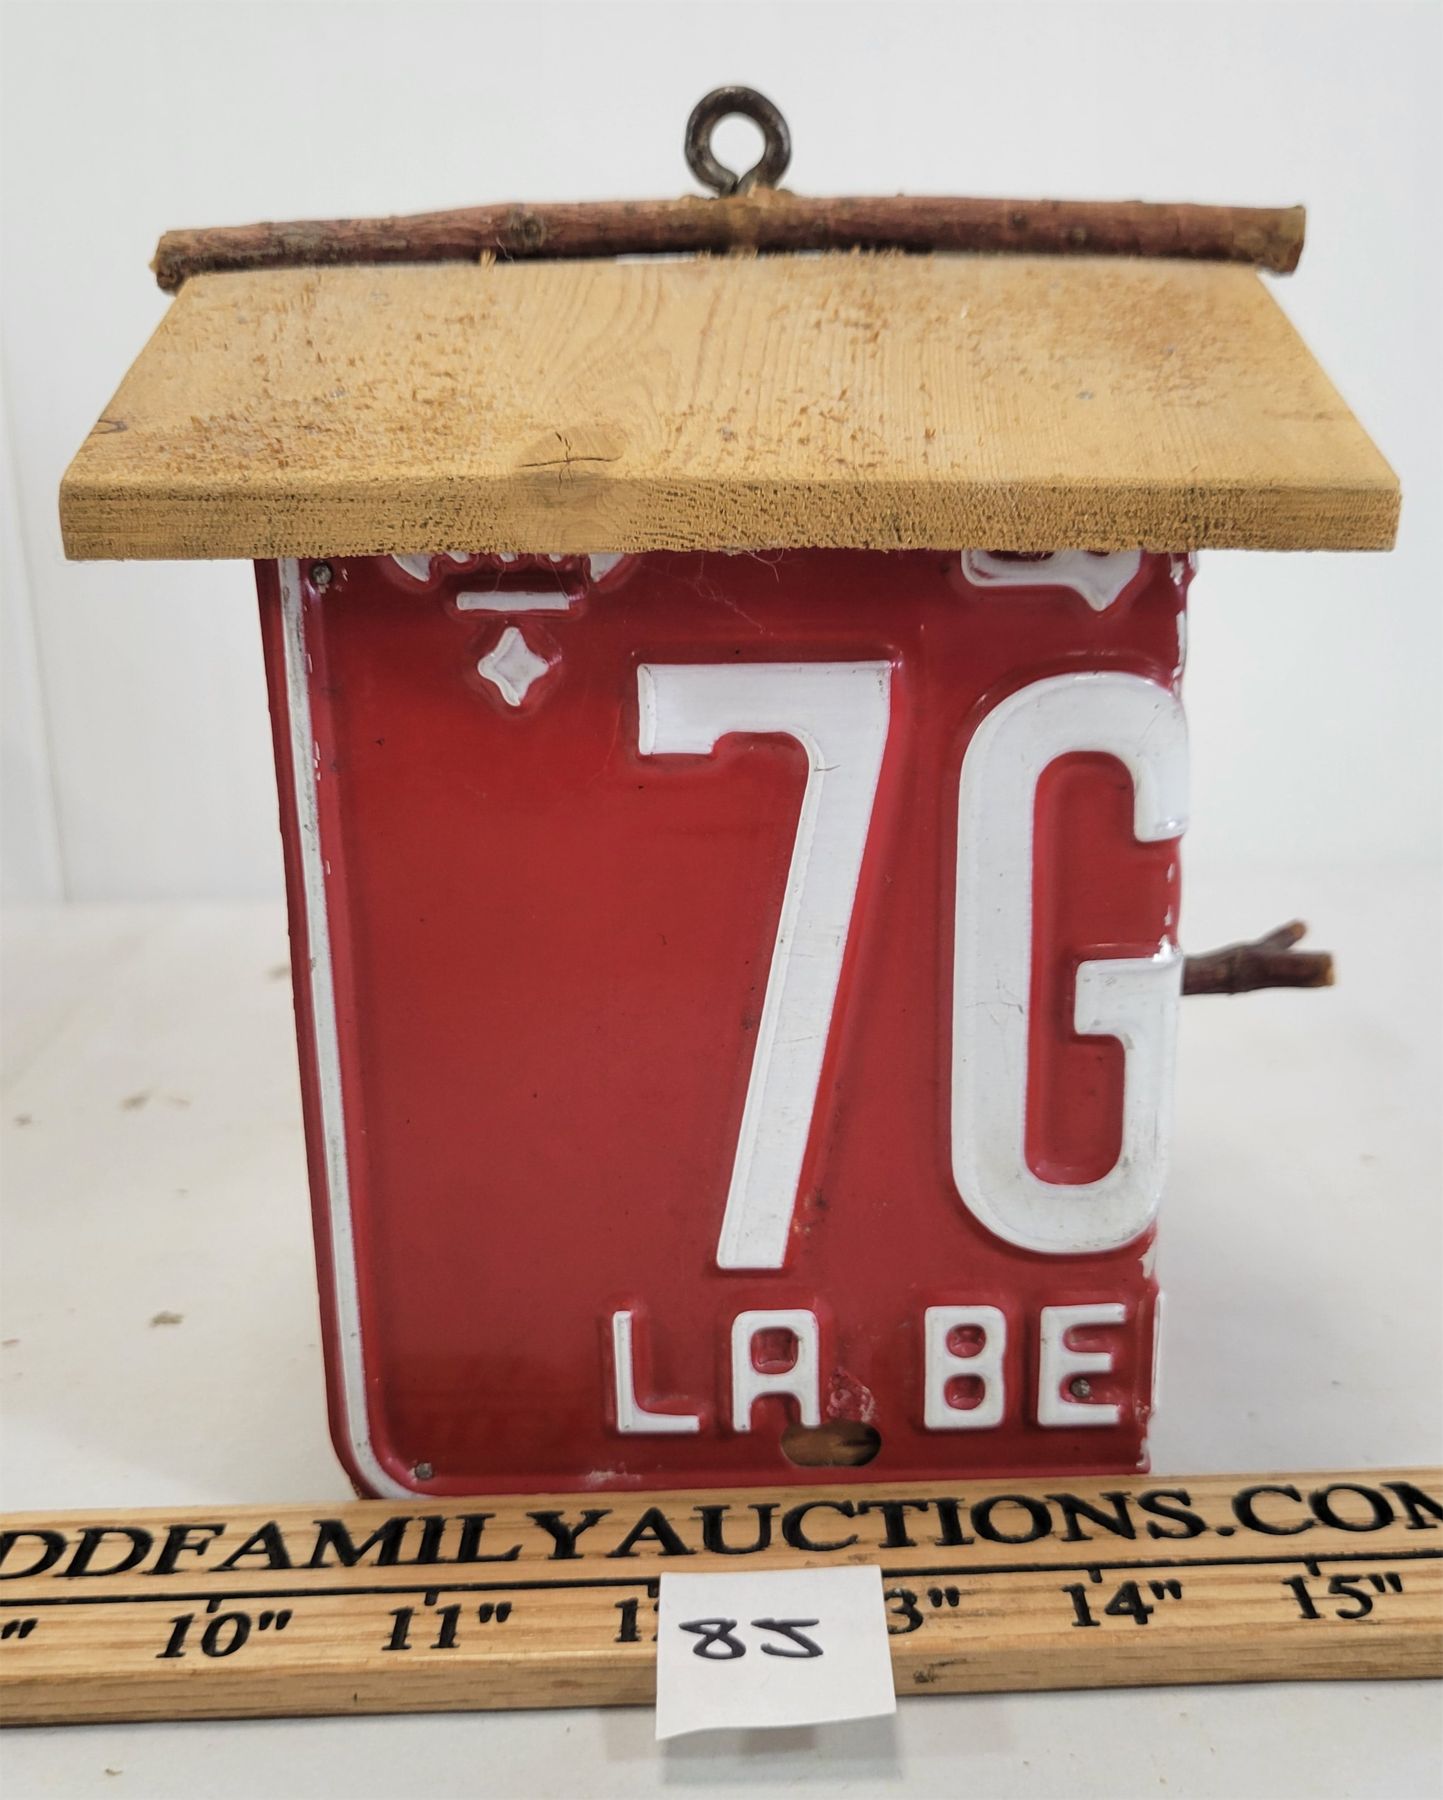 7G
LA BE
DDFAMILYAUCTIONS.COM
10" 11" 14" 15"
85